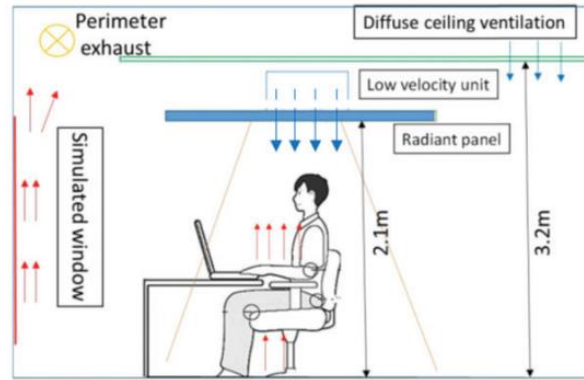 Perimeter
exhaust
Diffuse ceiling ventilation
Low velocity unit
Radiant panel
Simulated window
2.1m
3.2m